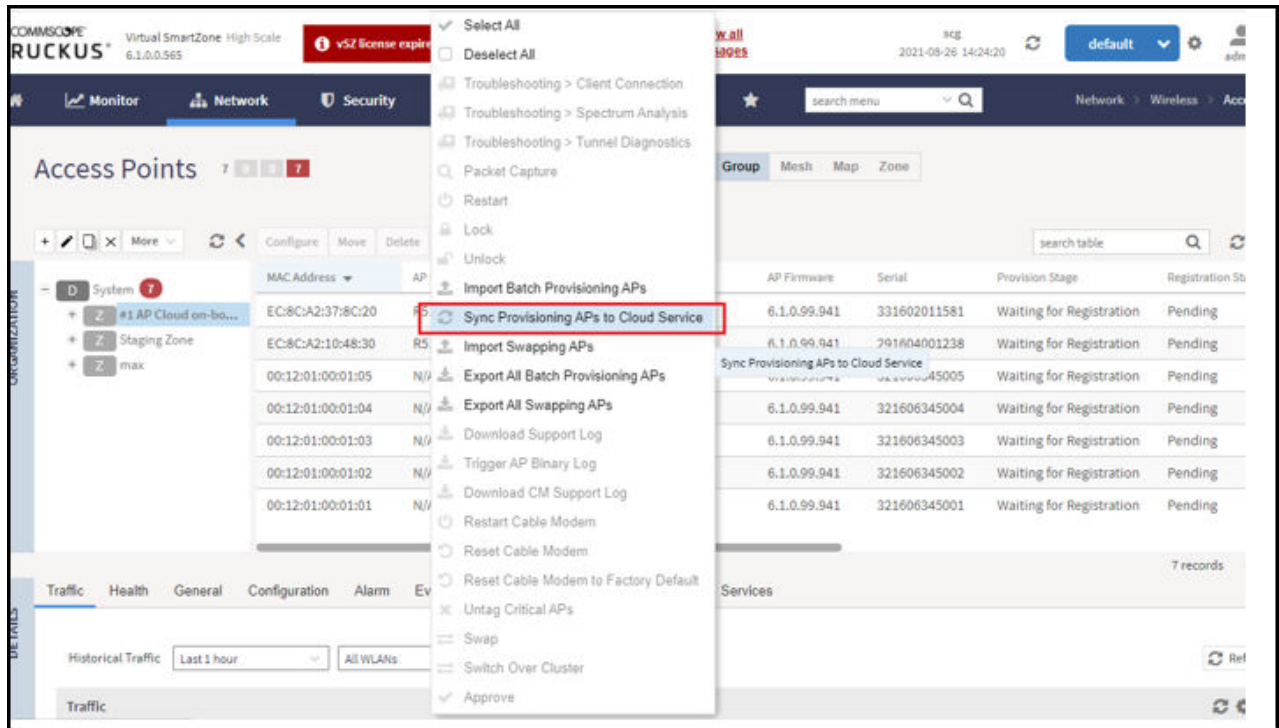 COMMSCOPE
RUCKUS
Virtual SmartZone High Scale
6.1.0.0.565
vSZ license expire
scg
2021-08-26 14:24:20
default
Monitor
Network
Security
search menu
Network > Wireless > Acc
Access Points 7 7
Group Mesh Map Zone
+ More
Configure Move Delete
search table
ORGANIZATION
D System 7
Z #1 AP Cloud on-bo...
Z Staging Zone
Z max
MAC Address AP AP Firmware Serial Provision Stage Registration Sta
EC:8C:A2:37:8C:20 R5 6.1.0.99.941 331602011581 Waiting for Registration Pending
EC:8C:A2:10:48:30 R5 6.1.0.99.941 291604001238 Waiting for Registration Pending
00:12:01:00:01:05 N/A Waiting for Registration Pending
00:12:01:00:01:04 N/A 6.1.0.99.941 321606345004 Waiting for Registration Pending
00:12:01:00:01:03 N/A 6.1.0.99.941 321606345003 Waiting for Registration Pending
00:12:01:00:01:02 N/A 6.1.0.99.941 321606345002 Waiting for Registration Pending
00:12:01:00:01:01 N/A 6.1.0.99.941 321606345001 Waiting for Registration Pending
7 records
Select All
Deselect All
Troubleshooting > Client Connection
Troubleshooting > Spectrum Analysis
Troubleshooting > Tunnel Diagnostics
Packet Capture
Restart
Lock
Unlock
Import Batch Provisioning APs
Sync Provisioning APs to Cloud Service
Import Swapping APs
Sync Provisioning APs to Cloud Service
Export All Batch Provisioning APs
Export All Swapping APs
Download Support Log
Trigger AP Binary Log
Download CM Support Log
Restart Cable Modem
Reset Cable Modem
Reset Cable Modem to Factory Default
Untag Critical APs
Swap
Switch Over Cluster
Approve
DETAILS
Traffic Health General Configuration Alarm Ev Services
Historical Traffic Last 1 hour All WLANs Ref
Traffic